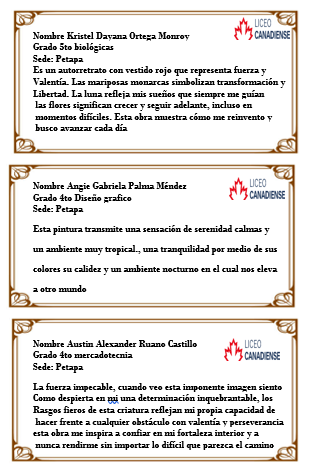 LICEO
CANADIENSE
Nombre Kristel Dayana Ortega Monroy
Grado 5to biológicas
Sede: Petapa
Es un autorretrato con vestido rojo que representa fuerza y
Valentía. Las mariposas monarcas simbolizan transformación y
Libertad. La luna refleja mis sueños que siempre me guían
las flores significan crecer y seguir adelante, incluso en
momentos difíciles. Esta obra muestra cómo me reinvento y
busco avanzar cada día
LICEO
CANADIENSE
Nombre Angie Gabriela Palma Méndez
Grado 4to Diseño grafico
Sede: Petapa
Esta pintura transmite una sensación de serenidad calmas y
un ambiente muy tropical., una tranquilidad por medio de sus
colores su calidez y un ambiente nocturno en el cual nos eleva
a otro mundo
LICEO
CANADIENSE
Nombre Austin Alexander Ruano Castillo
Grado 4to mercadotecnia
Sede: Petapa
La fuerza impecable, cuando veo esta imponente imagen siento
Como despierta en mi una determinación inquebrantable, los
Rasgos fieros de esta criatura reflejan mi propia capacidad de
hacer frente a cualquier obstáculo con valentía y perseverancia
esta obra me inspira a confiar en mi fortaleza interior y a
nunca rendirme sin importar lo difícil que parezca el camino